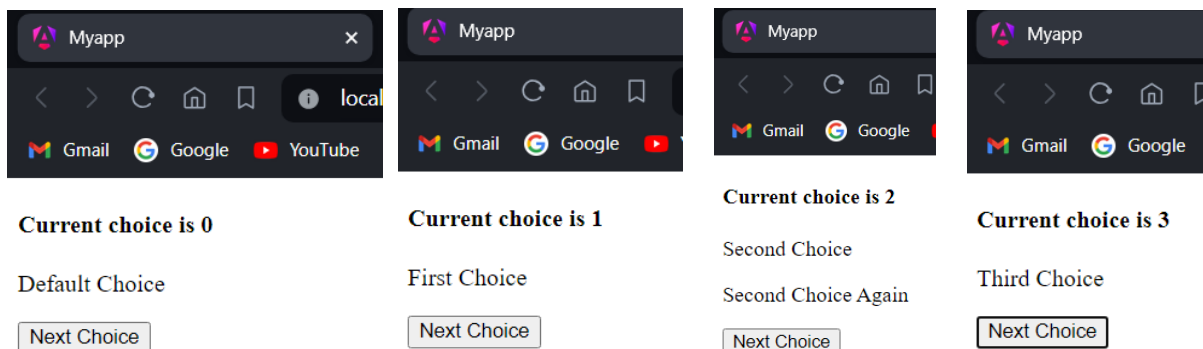 Myapp
local
Gmail Google YouTube
Current choice is 0
Default Choice
Next Choice
Myapp
Gmail Google
Current choice is 1
First Choice
Next Choice
Myapp
Gmail Google
Current choice is 2
Second Choice
Second Choice Again
Next Choice
Myapp
Gmail Google
Current choice is 3
Third Choice
Next Choice